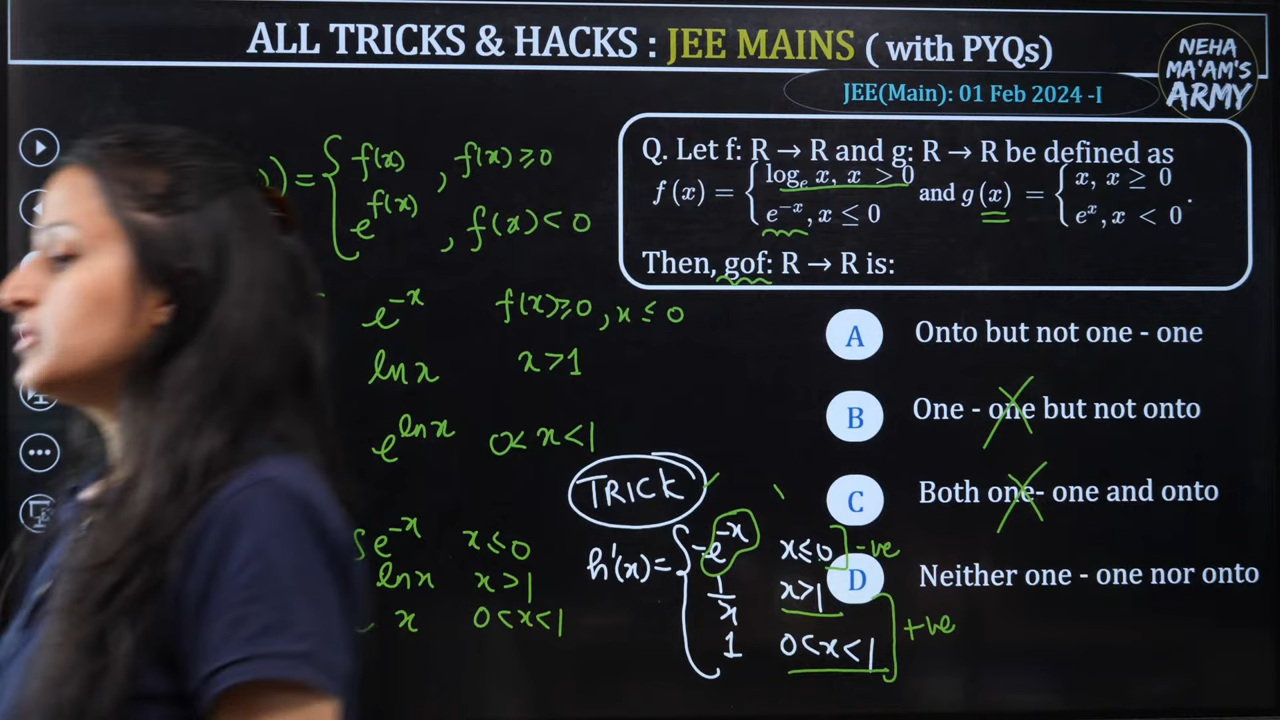 ALL TRICKS & HACKS : JEE MAINS ( with PYQs)
NEHA
MA'AM'S
ARMY
JEE(Main): 01 Feb 2024 -I
Q. Let f: R → R and g: R → R be defined as
f (x) = { logₑ x, x > 0
e⁻ˣ, x ≤ 0
and g(x) = { x, x ≥ 0
eˣ, x < 0 .
Then, gof: R → R is:
A Onto but not one - one
B One - one but not onto
C Both one- one and onto
D Neither one - one nor onto
) = { f(x) , f(x) ≥ 0
e^f(x) , f(x) < 0
e⁻ˣ f(x) ≥ 0 , x ≤ 0
ln x x > 1
e^ln x 0 < x < 1
e⁻ˣ x ≤ 0
ln x x > 1
x 0 < x < 1
TRICK
h'(x) = { -e⁻ˣ x ≤ 0 ] -ve
1/x x > 1
1 0 < x < 1 ] +ve